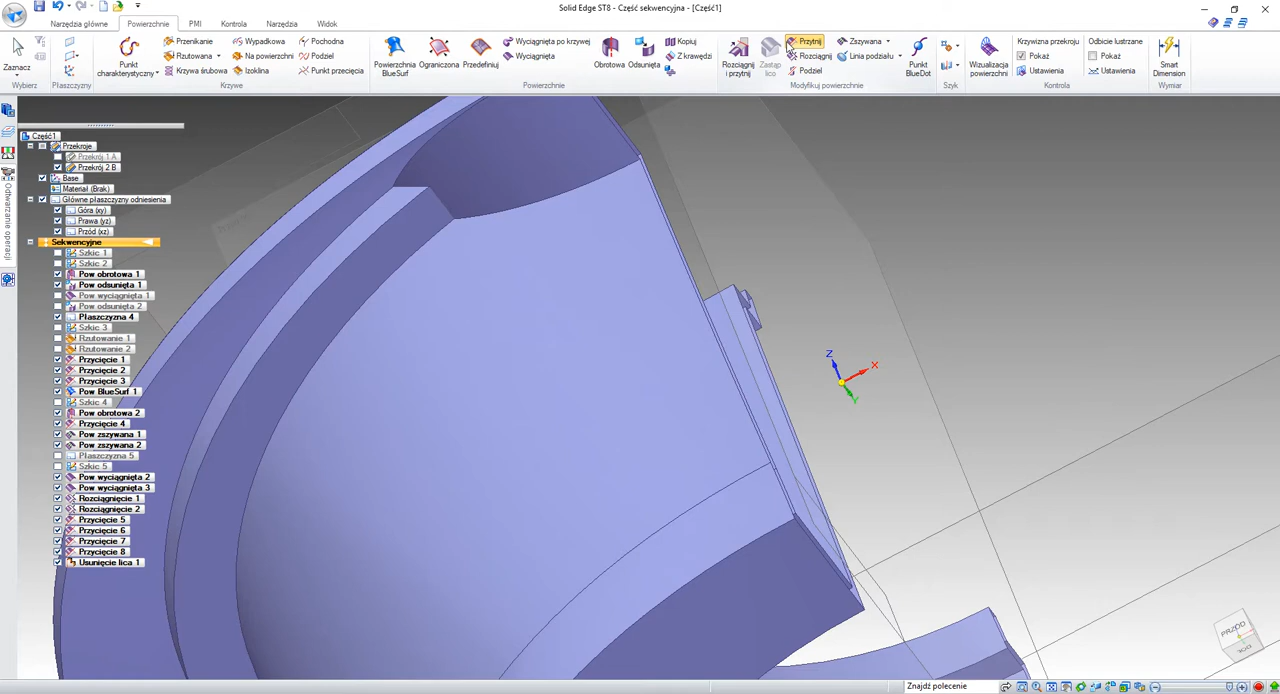 Solid Edge ST8 - Część sekwencyjna - [Część1]
Narzędzia główne
Powierzchnie
PMI
Kontrola
Narzędzia
Widok
Zaznacz
Wybierz
Płaszczyzny
Punkt charakterystyczny
Przenikanie
Rzutowana
Krzywa śrubowa
Wypadkowa
Na powierzchni
Izoklina
Pochodna
Podziel
Punkt przecięcia
Krzywe
Powierzchnia BlueSurf
Ograniczona
Przedefiniuj
Wyciągnięta po krzywej
Wyciągnięta
Obrotowa
Odsunięta
Kopiuj
Z krawędzi
Powierzchnie
Rozciągnij i przytnij
Zastąp lico
Przytnij
Rozciągnij
Podziel
Zszywana
Linia podziału
Punkt BlueDot
Modyfikuj powierzchnie
Szyk
Wizualizacja powierzchni
Krzywizna przekroju
Pokaż
Ustawienia
Odbicie lustrzane
Pokaż
Ustawienia
Kontrola
Smart Dimension
Wymiar
Odtwarzanie operacji
Część1
Przekroje
Przekrój 1 A
Przekrój 2 B
Base
Materiał (Brak)
Główne płaszczyzny odniesienia
Góra (xy)
Prawa (yz)
Przód (xz)
Sekwencyjne
Szkic 1
Szkic 2
Pow obrotowa 1
Pow odsunięta 1
Pow wyciągnięta 1
Pow odsunięta 2
Płaszczyzna 4
Szkic 3
Rzutowanie 1
Rzutowanie 2
Przycięcie 1
Przycięcie 2
Przycięcie 3
Pow BlueSurf 1
Szkic 4
Pow obrotowa 2
Przycięcie 4
Pow zszywana 1
Pow zszywana 2
Płaszczyzna 5
Szkic 5
Pow wyciągnięta 2
Pow wyciągnięta 3
Rozciągnięcie 1
Rozciągnięcie 2
Przycięcie 5
Przycięcie 6
Przycięcie 7
Przycięcie 8
Usunięcie lica 1
Z
X
Y
PRZÓD
Znajdź polecenie